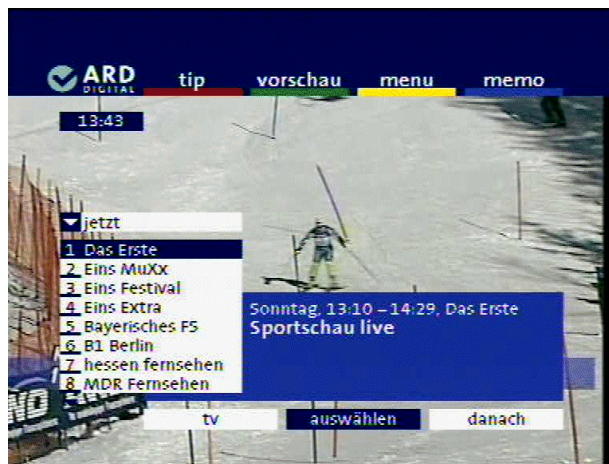 ARD
DIGITAL
tip
vorschau
menu
memo
13:43
jetzt
1 Das Erste
2 Eins MuXx
3 Eins Festival
4 Eins Extra
5 Bayerisches FS
6 B1 Berlin
7 hessen fernsehen
8 MDR Fernsehen
Sonntag, 13:10 – 14:29, Das Erste
Sportschau live
tv
auswählen
danach